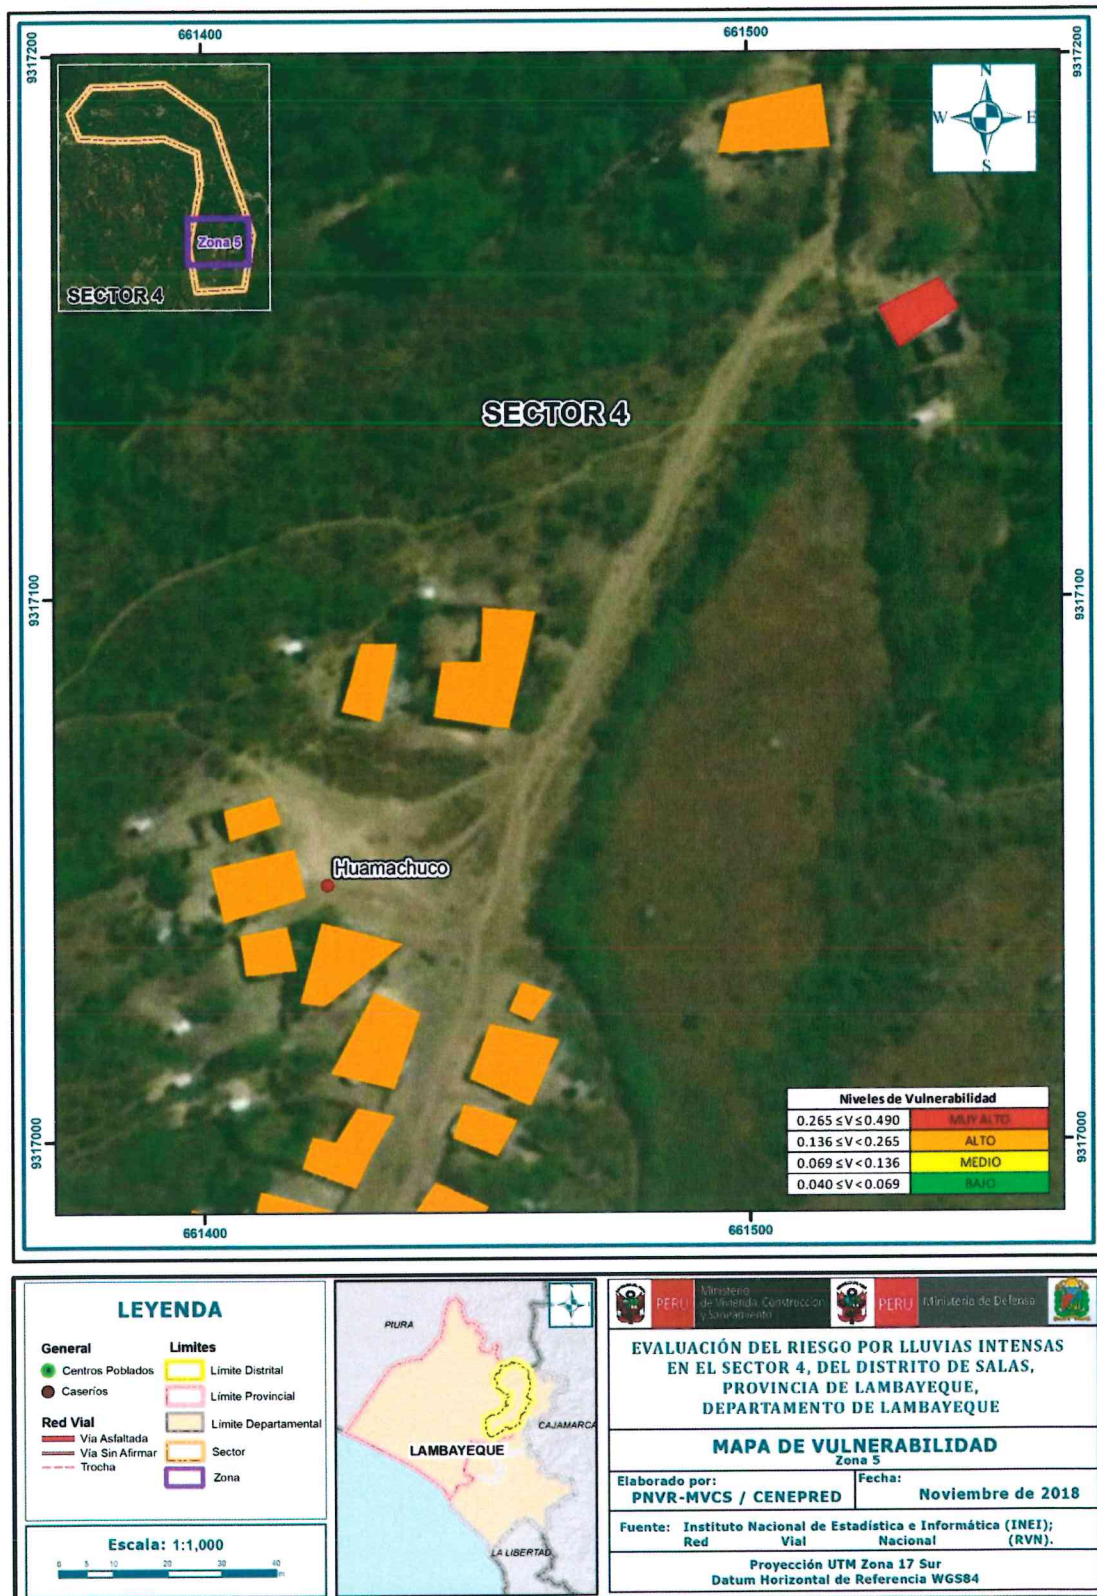 661400
661500
9317200
9317200
N
W
E
S
Zona 5
SECTOR 4
SECTOR 4
9317100
9317100
Huamachuco
Niveles de Vulnerabilidad
0.265 ≤V≤ 0.490 MUY ALTO
0.136 ≤V< 0.265 ALTO
0.069 ≤V< 0.136 MEDIO
0.040 ≤V< 0.069 BAJO
9317000
9317000
661400
661500
LEYENDA
General
Centros Poblados
Caseríos
Red Vial
Vía Asfaltada
Vía Sin Afirmar
Trocha
Limites
Límite Distrital
Límite Provincial
Límite Departamental
Sector
Zona
Escala: 1:1,000
0 5 10 20 30 40
m
PIURA
CAJAMARCA
LAMBAYEQUE
LA LIBERTAD
PERÚ
Ministerio
de Vivienda, Construcción
y Saneamiento
PERÚ
Ministerio de Defensa
EVALUACIÓN DEL RIESGO POR LLUVIAS INTENSAS
EN EL SECTOR 4, DEL DISTRITO DE SALAS,
PROVINCIA DE LAMBAYEQUE,
DEPARTAMENTO DE LAMBAYEQUE
MAPA DE VULNERABILIDAD
Zona 5
Elaborado por:
PNVR-MVCS / CENEPRED
Fecha:
Noviembre de 2018
Fuente: Instituto Nacional de Estadística e Informática (INEI);
Red Vial Nacional (RVN).
Proyección UTM Zona 17 Sur
Datum Horizontal de Referencia WGS84